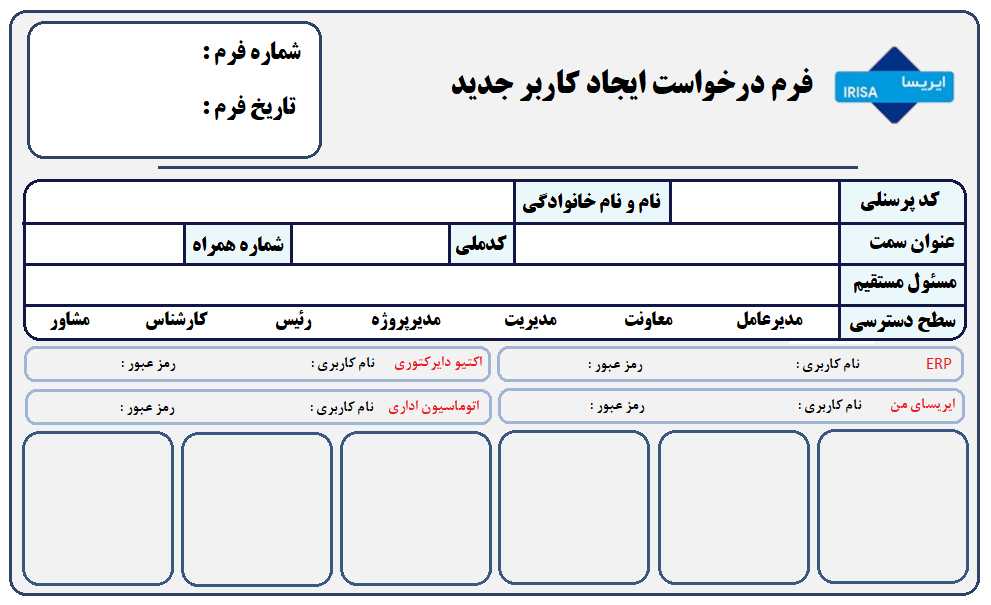 ایریسا
IRISA
فرم درخواست ایجاد کاربر جدید
شماره فرم :
تاریخ فرم :
کد پرسنلی نام و نام خانوادگی
عنوان سمت کدملی شماره همراه
مسئول مستقیم
سطح دسترسی مدیرعامل معاونت مدیریت مدیرپروژه رئیس کارشناس مشاور
ERP نام کاربری : رمز عبور : اکتیو دایرکتوری نام کاربری : رمز عبور :
ایریسای من نام کاربری : رمز عبور : اتوماسیون اداری نام کاربری : رمز عبور :